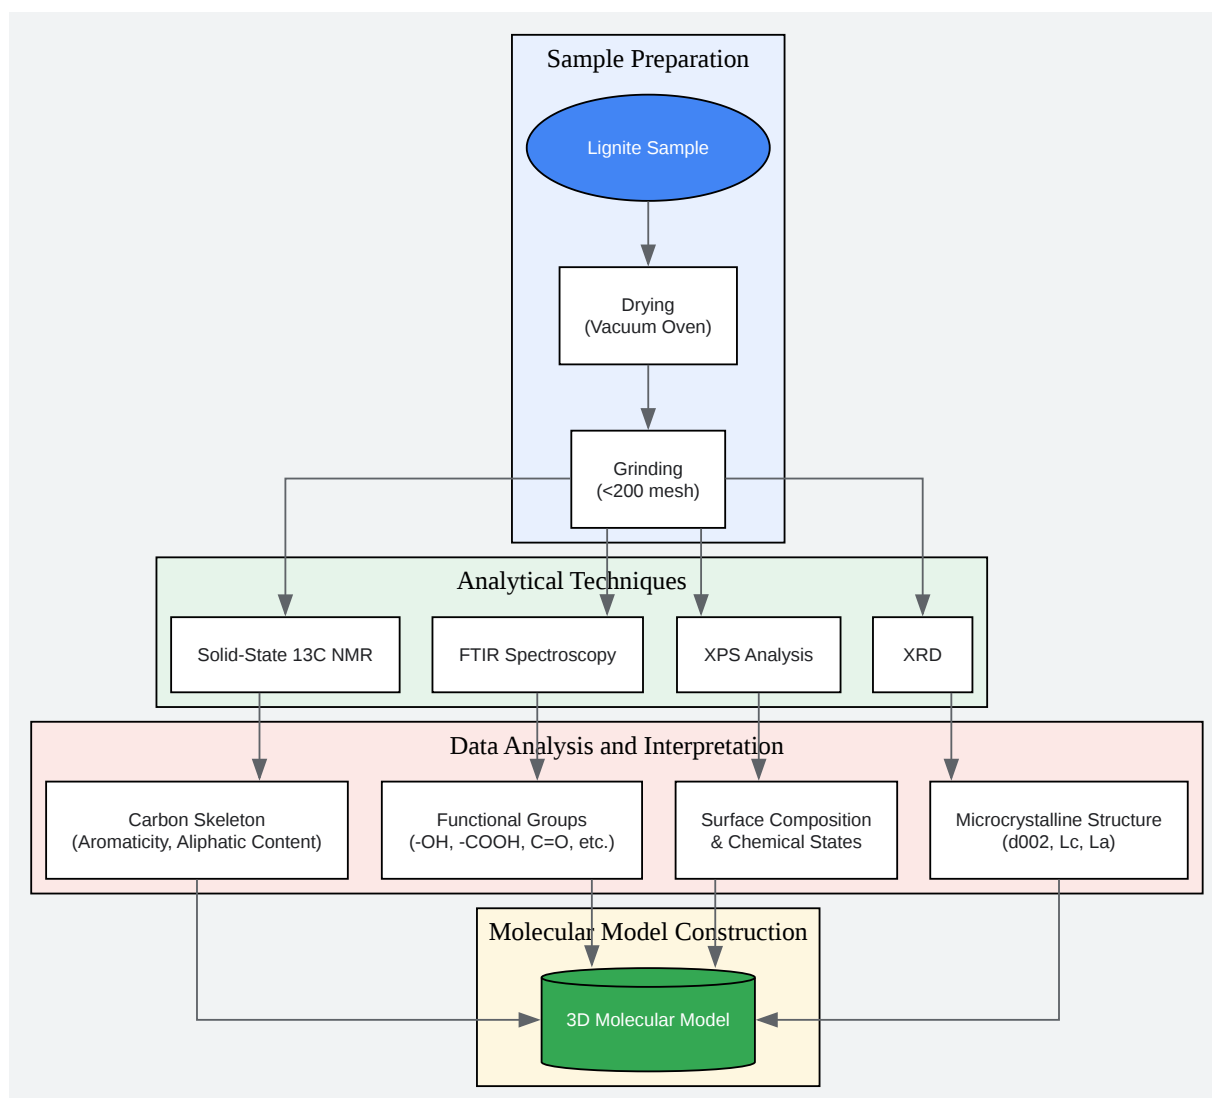 Sample Preparation
Lignite Sample
Drying
(Vacuum Oven)
Grinding
(<200 mesh)
Analytical Techniques
Solid-State 13C NMR
FTIR Spectroscopy
XPS Analysis
XRD
Data Analysis and Interpretation
Carbon Skeleton
(Aromaticity, Aliphatic Content)
Functional Groups
(-OH, -COOH, C=O, etc.)
Surface Composition
& Chemical States
Microcrystalline Structure
(d002, Lc, La)
Molecular Model Construction
3D Molecular Model